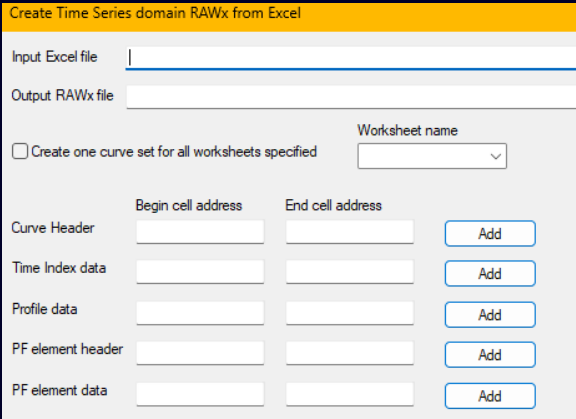 Create Time Series domain RAWx from Excel
Input Excel file
Output RAWx file
Worksheet name
Create one curve set for all worksheets specified
Begin cell address End cell address
Curve Header Add
Time Index data Add
Profile data Add
PF element header Add
PF element data Add